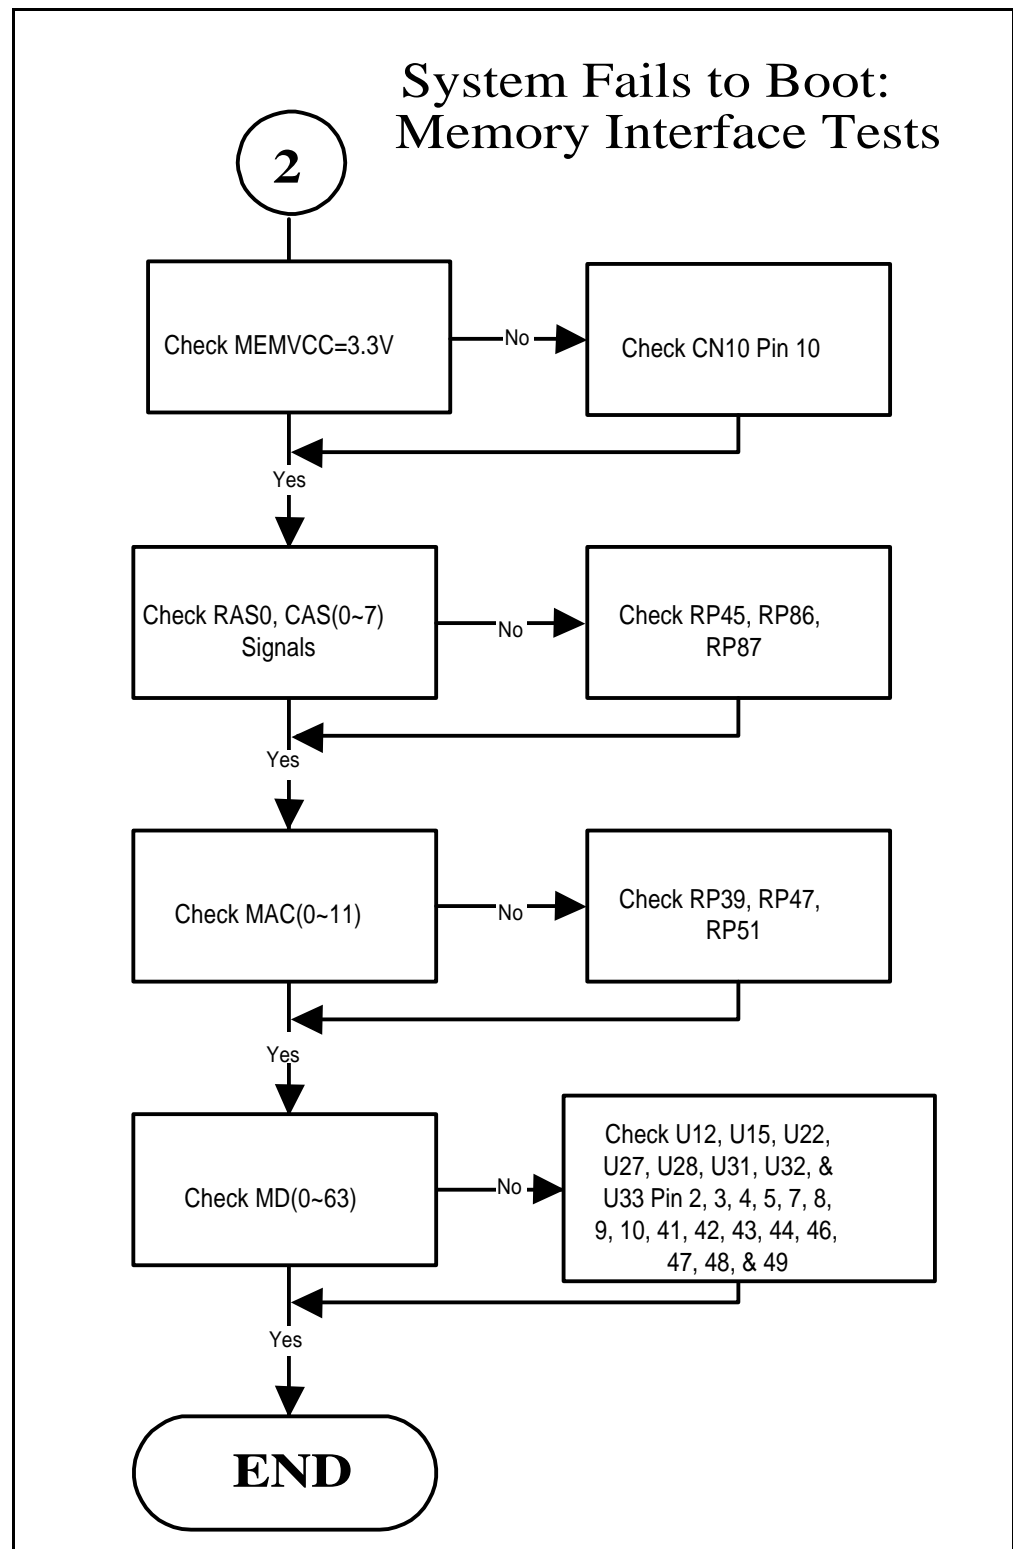 System Fails to Boot:
Memory Interface Tests
2
Check MEMVCC=3.3V
No
Check CN10 Pin 10
Yes
Check RAS0, CAS(0~7)
Signals
No
Check RP45, RP86,
RP87
Yes
Check MAC(0~11)
No
Check RP39, RP47,
RP51
Yes
Check MD(0~63)
No
Check U12, U15, U22,
U27, U28, U31, U32, &
U33 Pin 2, 3, 4, 5, 7, 8,
9, 10, 41, 42, 43, 44, 46,
47, 48, & 49
Yes
END